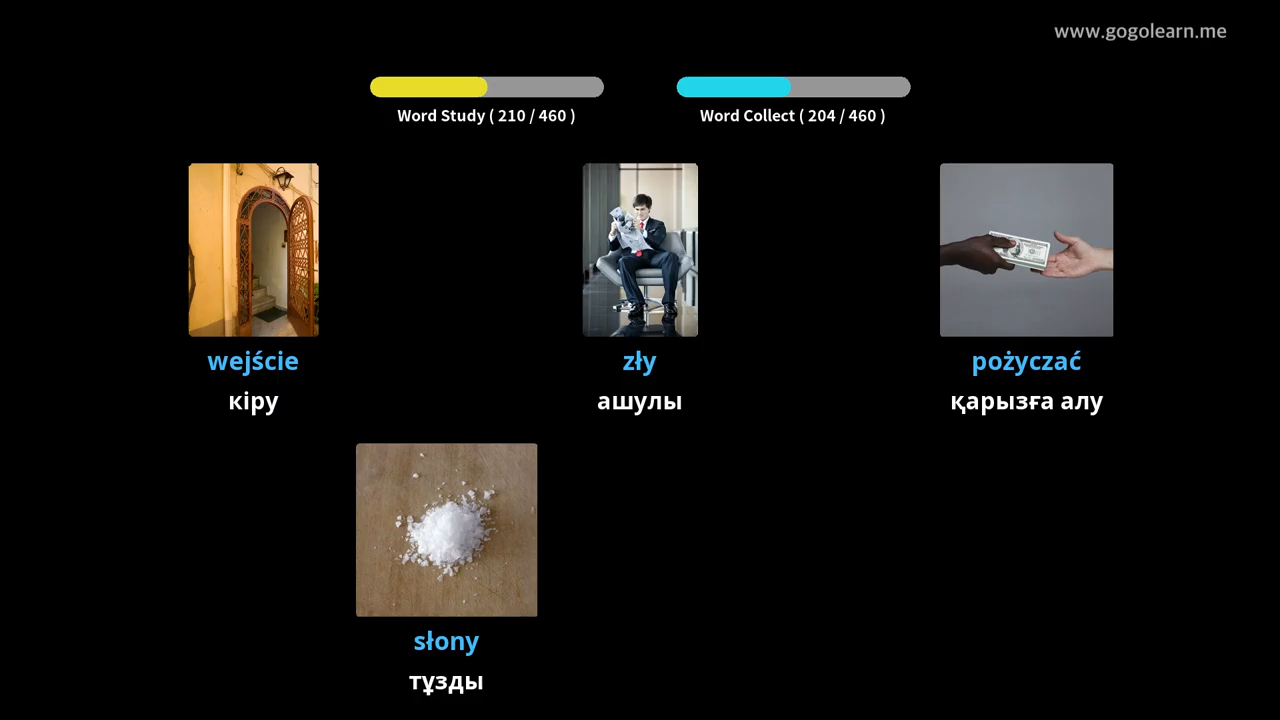 www.gogolearn.me
Word Study ( 210 / 460 )
Word Collect ( 204 / 460 )
wejście
кіру
zły
ашулы
pożyczać
қарызға алу
słony
тұзды